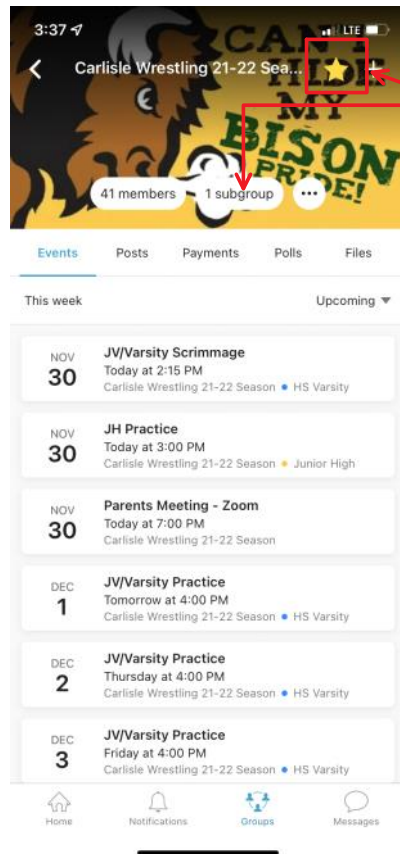 3:37
LTE
CAN'T
HIDE
MY
BISON
PRIDE!
Carlisle Wrestling 21-22 Sea...
41 members
1 subgroup
Events Posts Payments Polls Files
This week Upcoming
NOV
30
JV/Varsity Scrimmage
Today at 2:15 PM
Carlisle Wrestling 21-22 Season • HS Varsity
NOV
30
JH Practice
Today at 3:00 PM
Carlisle Wrestling 21-22 Season • Junior High
NOV
30
Parents Meeting - Zoom
Today at 7:00 PM
Carlisle Wrestling 21-22 Season
DEC
1
JV/Varsity Practice
Tomorrow at 4:00 PM
Carlisle Wrestling 21-22 Season • HS Varsity
DEC
2
JV/Varsity Practice
Thursday at 4:00 PM
Carlisle Wrestling 21-22 Season • HS Varsity
DEC
3
JV/Varsity Practice
Friday at 4:00 PM
Carlisle Wrestling 21-22 Season • HS Varsity
Home Notifications Groups Messages